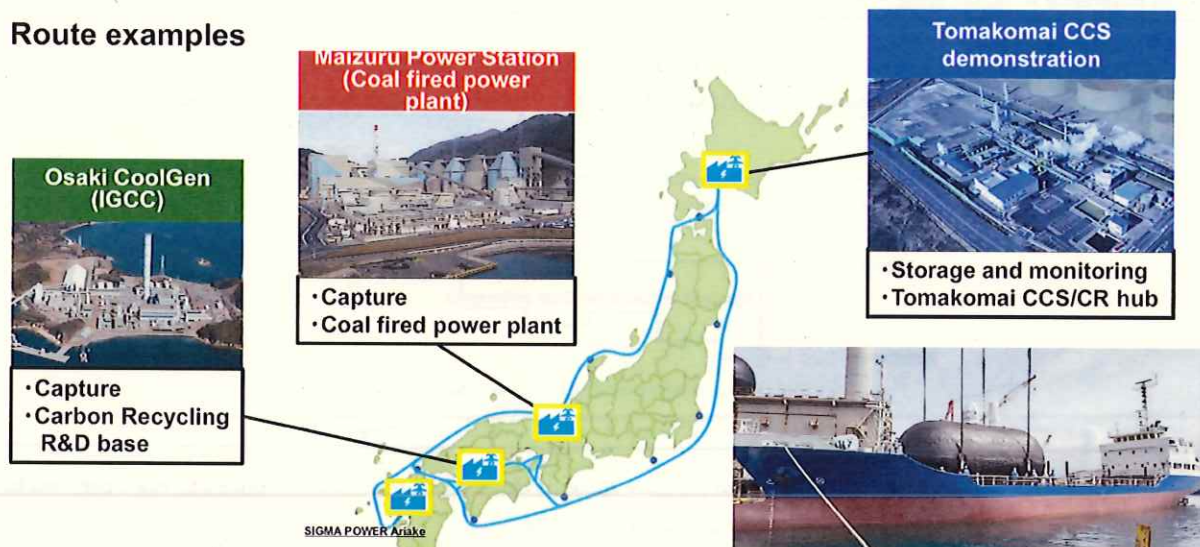 Route examples
Maizuru Power Station
(Coal fired power
plant)
Tomakomai CCS
demonstration
Osaki CoolGen
(IGCC)
・Capture
・Coal fired power plant
・Storage and monitoring
・Tomakomai CCS/CR hub
・Capture
・Carbon Recycling
R&D base
SIGMA POWER Ariake